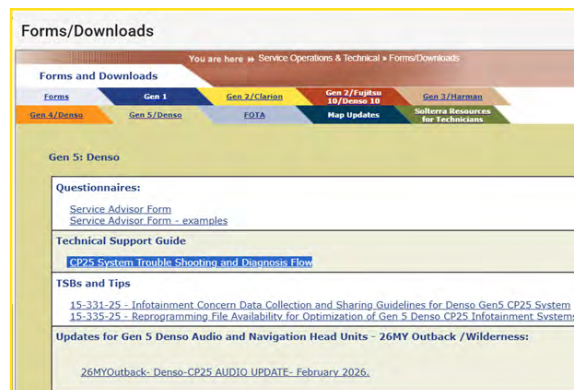 Forms/Downloads
You are here » Service Operations & Technical » Forms/Downloads
Forms and Downloads
Forms
Gen 1
Gen 2/Clarion
Gen 2/Fujitsu
10/Denso 10
Gen 3/Harman
Gen 4/Denso
Gen 5/Denso
FOTA
Map Updates
Solterra Resources
for Technicians
Gen 5: Denso
Questionnaires:
Service Advisor Form
Service Advisor Form - examples
Technical Support Guide
CP25 System Trouble Shooting and Diagnosis Flow
TSBs and Tips
15-331-25 - Infotainment Concern Data Collection and Sharing Guidelines for Denso Gen5 CP25 System
15-335-25 - Reprogramming File Availability for Optimization of Gen 5 Denso CP25 Infotainment Systems
Updates for Gen 5 Denso Audio and Navigation Head Units - 26MY Outback /Wilderness:
26MYOutback- Denso-CP25 AUDIO UPDATE- February 2026.